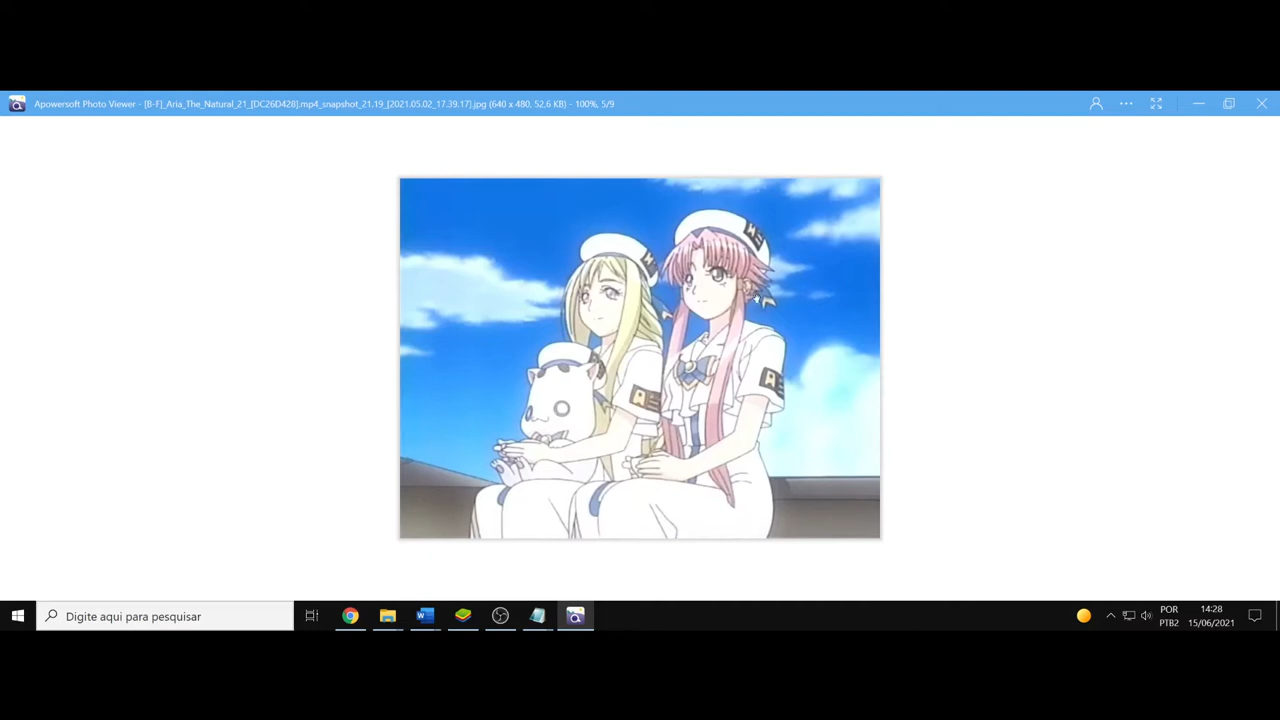 Apowersoft Photo Viewer - [B-F]_Aria_The_Natural_21_[DC26D428].mp4_snapshot_21.19_[2021.05.02_17.39.17].jpg (640 x 480, 52.6 KB) - 100%, 5/9
Digite aqui para pesquisar
POR
PTB2
14:28
15/06/2021